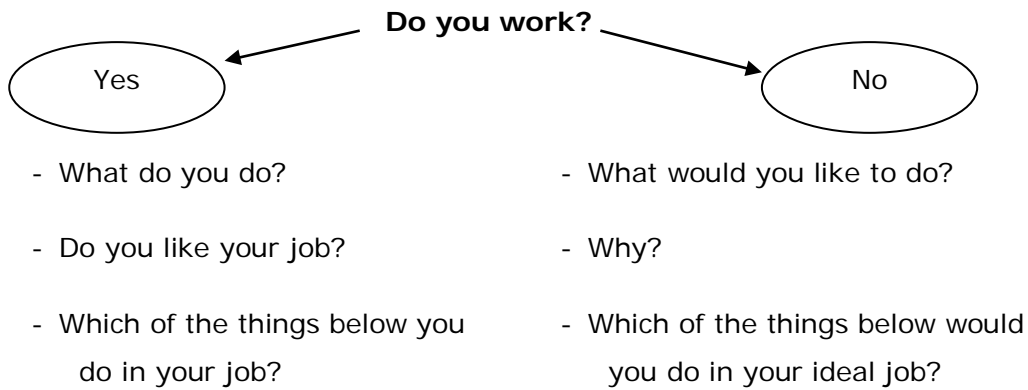 Do you work?
Yes
No
- What do you do?
- Do you like your job?
- Which of the things below you
do in your job?
- What would you like to do?
- Why?
- Which of the things below would
you do in your ideal job?